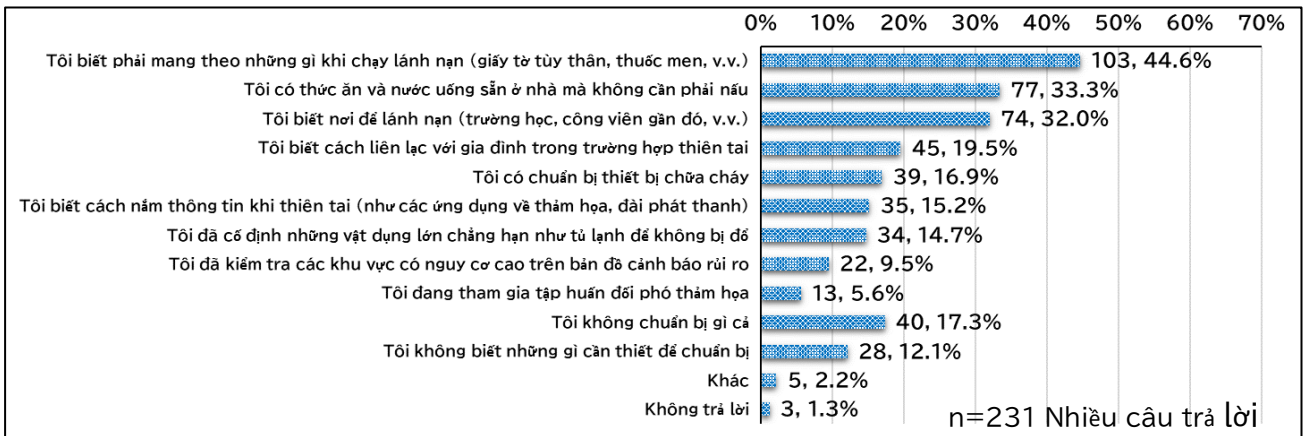 0% 10% 20% 30% 40% 50% 60% 70%
Tôi biết phải mang theo những gì khi chạy lánh nạn (giấy tờ tùy thân, thuốc men, v.v.) 103, 44.6%
Tôi có thức ăn và nước uống sẵn ở nhà mà không cần phải nấu 77, 33.3%
Tôi biết nơi để lánh nạn (trường học, công viên gần đó, v.v.) 74, 32.0%
Tôi biết cách liên lạc với gia đình trong trường hợp thiên tai 45, 19.5%
Tôi có chuẩn bị thiết bị chữa cháy 39, 16.9%
Tôi biết cách nắm thông tin khi thiên tai (như các ứng dụng về thảm họa, đài phát thanh) 35, 15.2%
Tôi đã cố định những vật dụng lớn chẳng hạn như tủ lạnh để không bị đổ 34, 14.7%
Tôi đã kiểm tra các khu vực có nguy cơ cao trên bản đồ cảnh báo rủi ro 22, 9.5%
Tôi đang tham gia tập huấn đối phó thảm họa 13, 5.6%
Tôi không chuẩn bị gì cả 40, 17.3%
Tôi không biết những gì cần thiết để chuẩn bị 28, 12.1%
Khác 5, 2.2%
Không trả lời 3, 1.3%
n=231 Nhiều câu trả lời